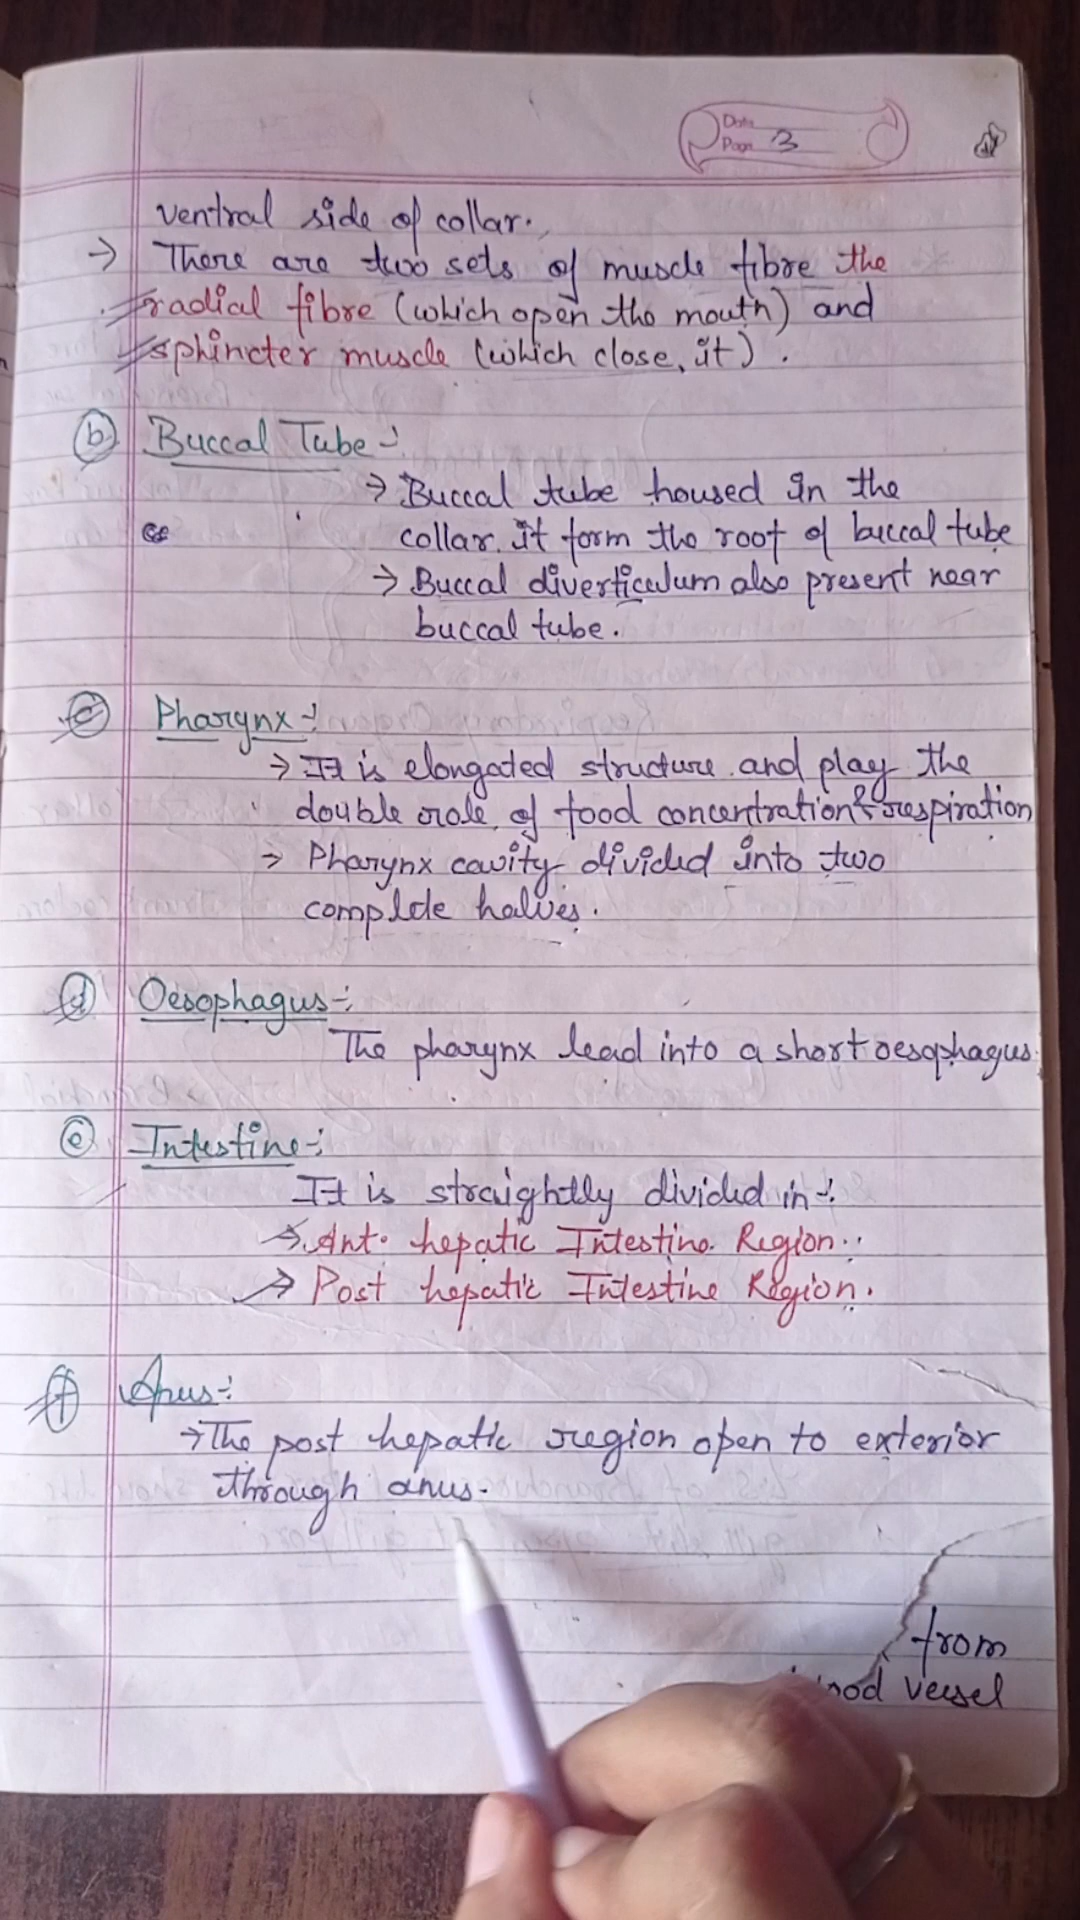 Date
Page 3
ventral side of collar.
→ There are two sets of muscle fibre the
radial fibre (which open the mouth) and
sphincter muscle (which close it).
(b) Buccal Tube -:
→ Buccal tube housed in the
collar. it form the roof of buccal tube
→ Buccal diverticulum also present near
buccal tube.
(c) Pharynx -:
→ It is elongated structure and play the
double role of food concentration & respiration
→ Pharynx cavity divided into two
complete halves.
(d) Oesophagus -:
The pharynx lead into a short oesophagus.
(e) Intestine -:
It is straightly divided in -:
→ Ant. hepatic Intestine Region.
→ Post hepatic Intestine Region.
(f) Anus -:
→ The post hepatic region open to exterior
through anus.
from
vessel